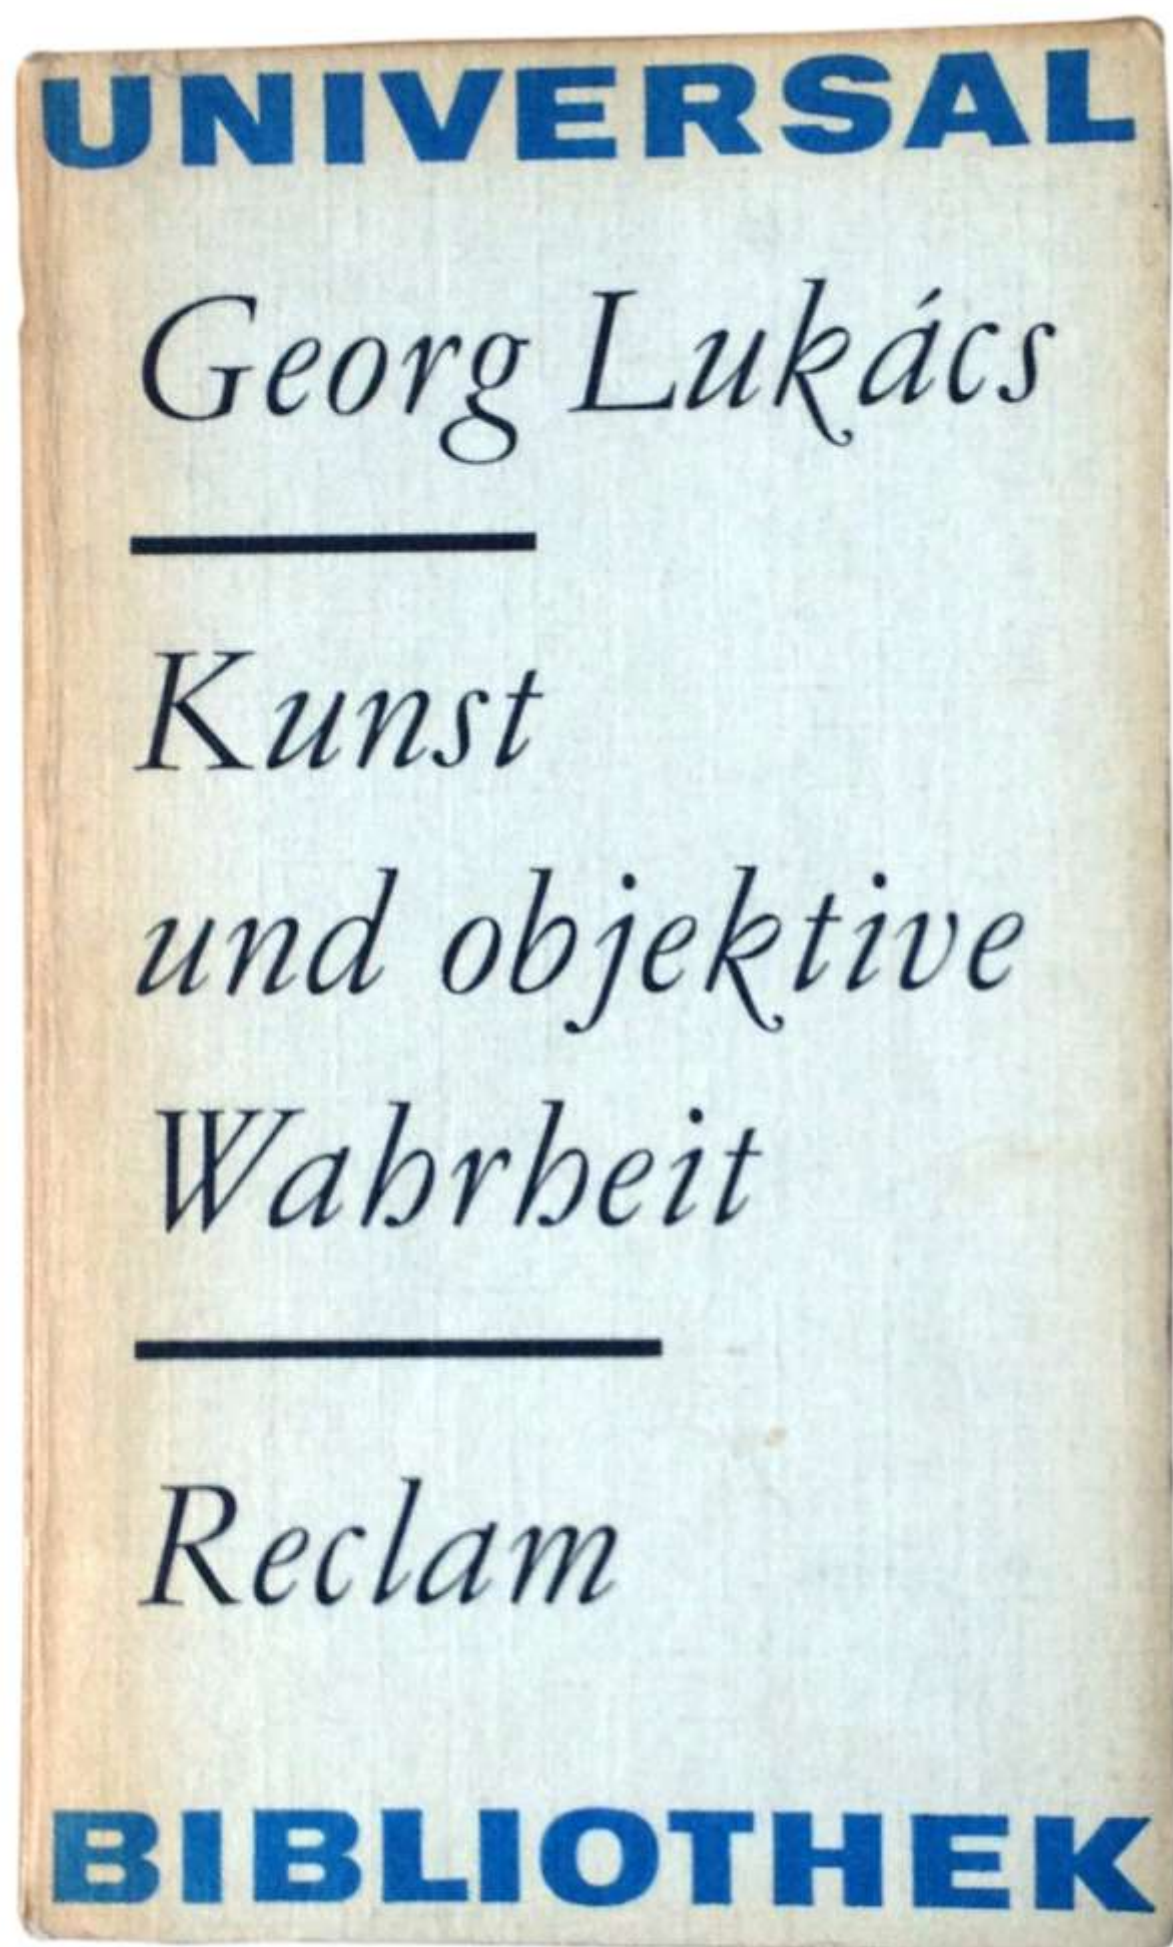 UNIVERSAL
Georg Lukács
Kunst
und objektive
Wahrheit
Reclam
BIBLIOTHEK